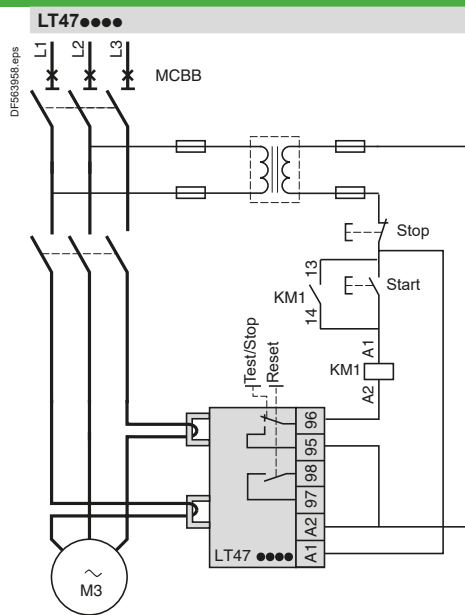 LT47●●●●
DF563958.eps
L1
L2
L3
MCBB
Stop
13
KM1
14
Start
A1
KM1
A2
Test/Stop
Reset
96
95
98
97
A2
A1
LT47 ●●●●
~
M3